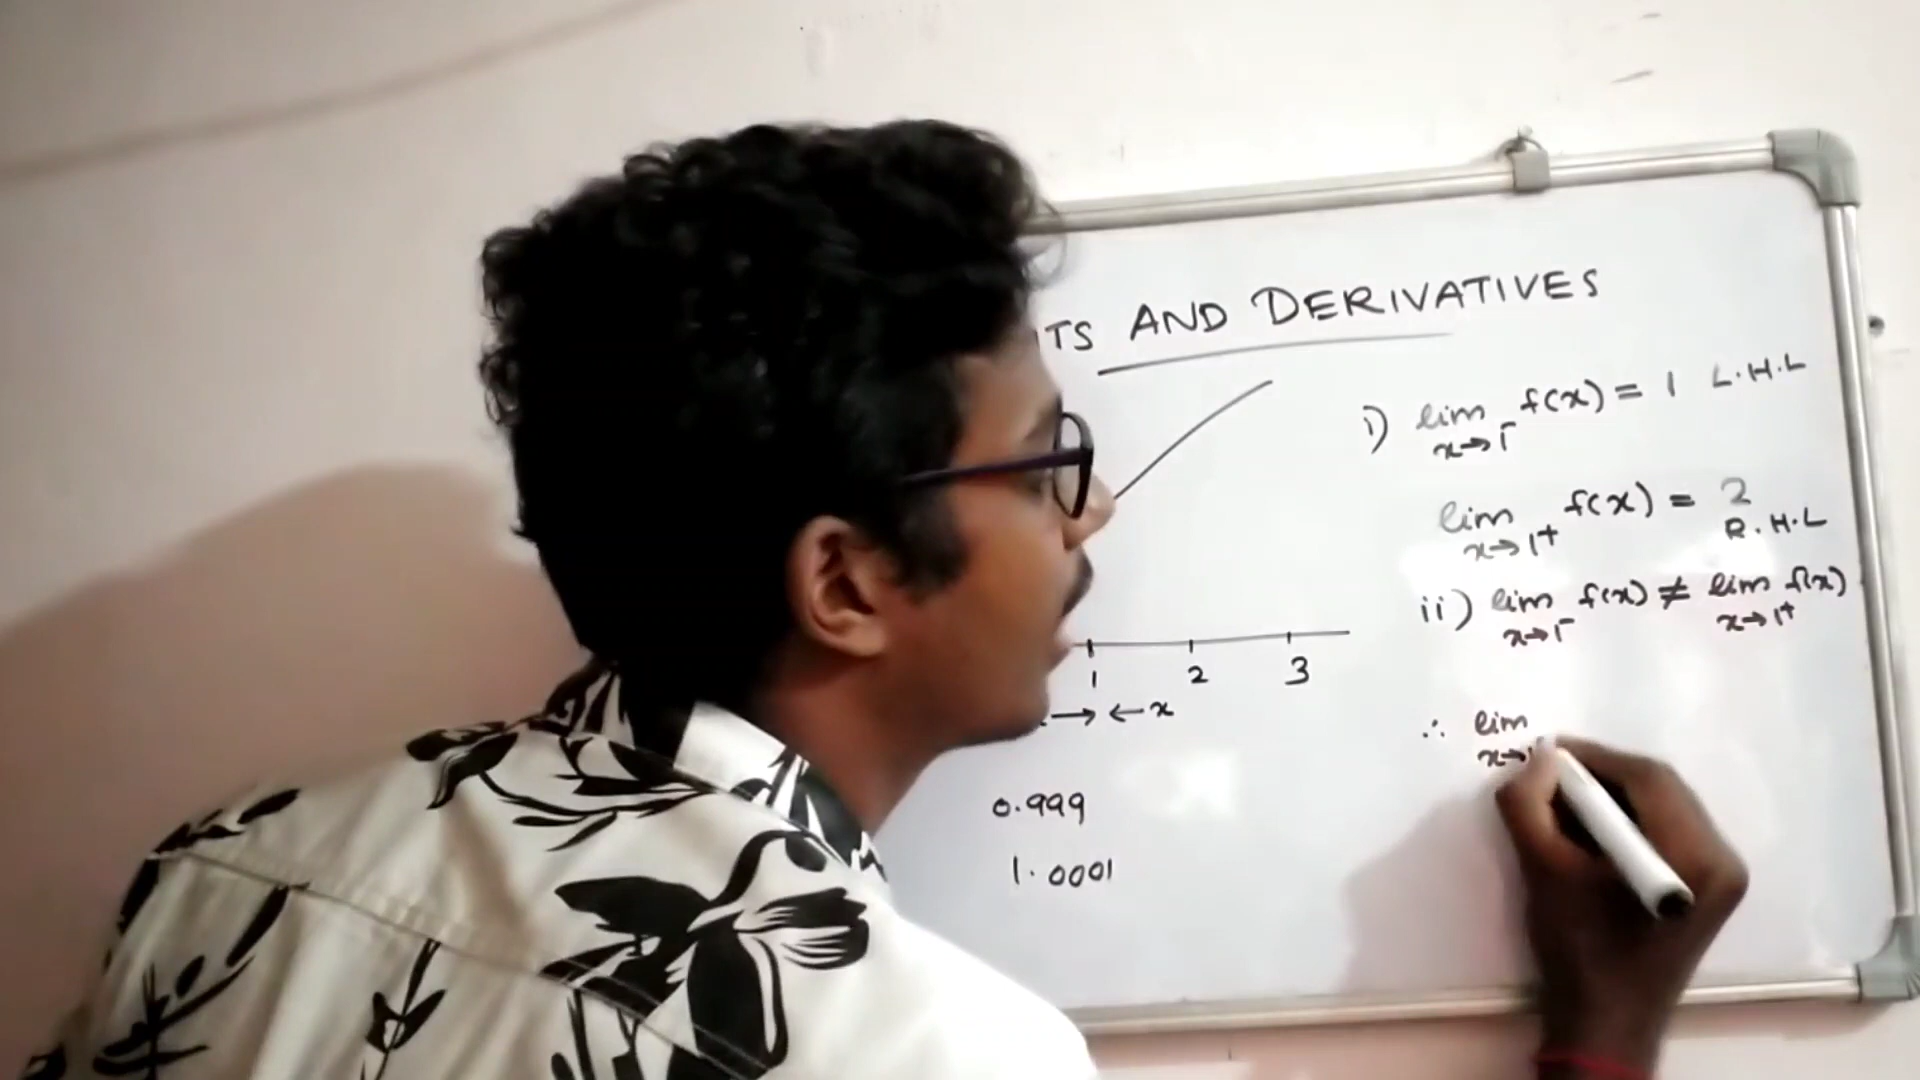 TS AND DERIVATIVES
i) lim f(x) = 1 L.H.L
x→1⁻
lim f(x) = 2
x→1⁺ R.H.L
ii) lim f(x) ≠ lim f(x)
x→1⁻ x→1⁺
1 2 3
→ ← x
∴ lim
x→1
0.999
1.0001